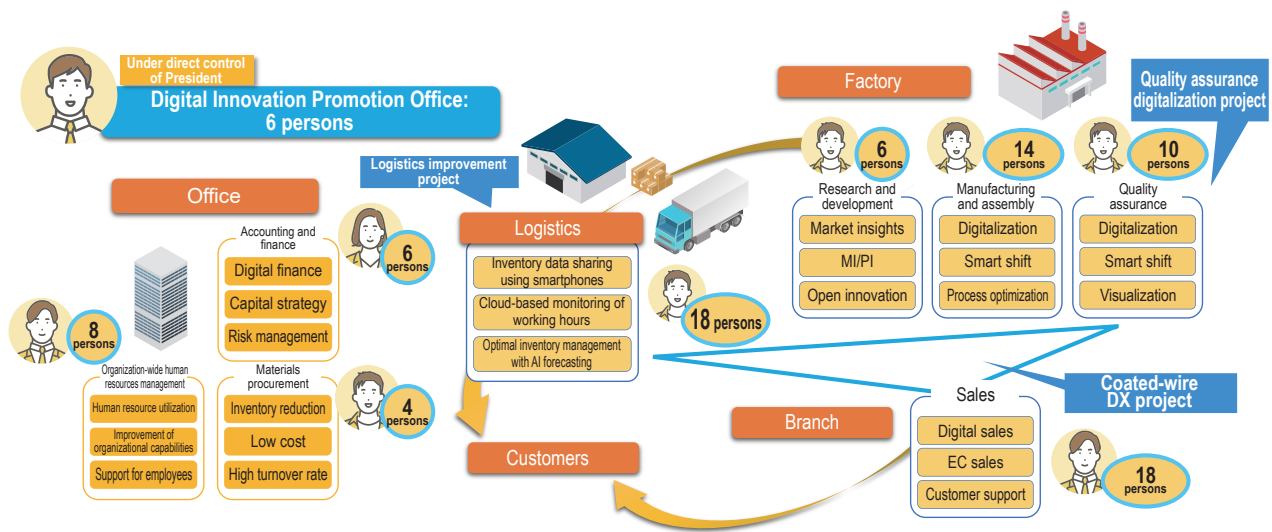 Under direct control
of President
Digital Innovation Promotion Office:
6 persons
Factory
Quality assurance
digitalization project
6
persons
14
persons
10
persons
Research and
development
Market insights
MI/PI
Open innovation
Manufacturing
and assembly
Digitalization
Smart shift
Process optimization
Quality
assurance
Digitalization
Smart shift
Visualization
Logistics improvement
project
Logistics
Inventory data sharing
using smartphones
Cloud-based monitoring of
working hours
Optimal inventory management
with AI forecasting
18 persons
Office
Accounting and
finance
Digital finance
Capital strategy
Risk management
6
persons
8
persons
Organization-wide human
resources management
Human resource utilization
Improvement of
organizational capabilities
Support for employees
Materials
procurement
Inventory reduction
Low cost
High turnover rate
4
persons
Customers
Branch
Sales
Digital sales
EC sales
Customer support
18
persons
Coated-wire
DX project